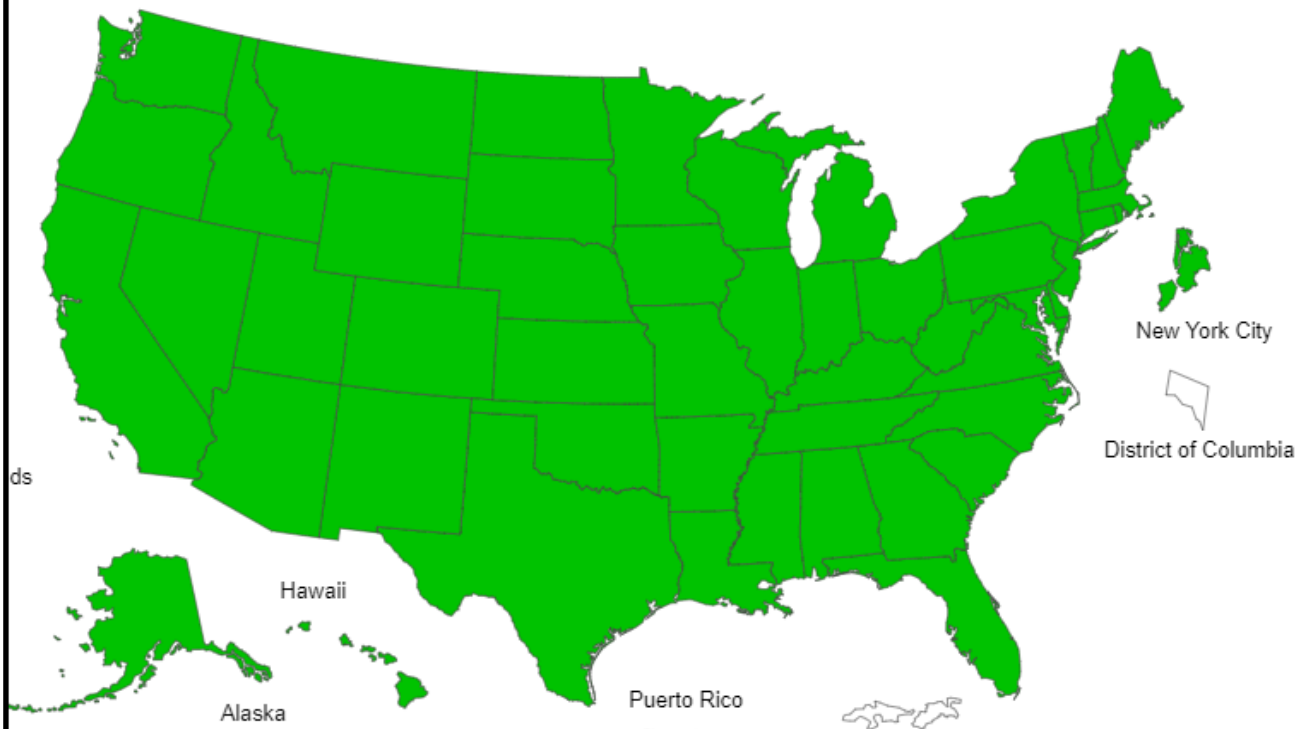 New York City
District of Columbia
ds
Hawaii
Puerto Rico
Alaska